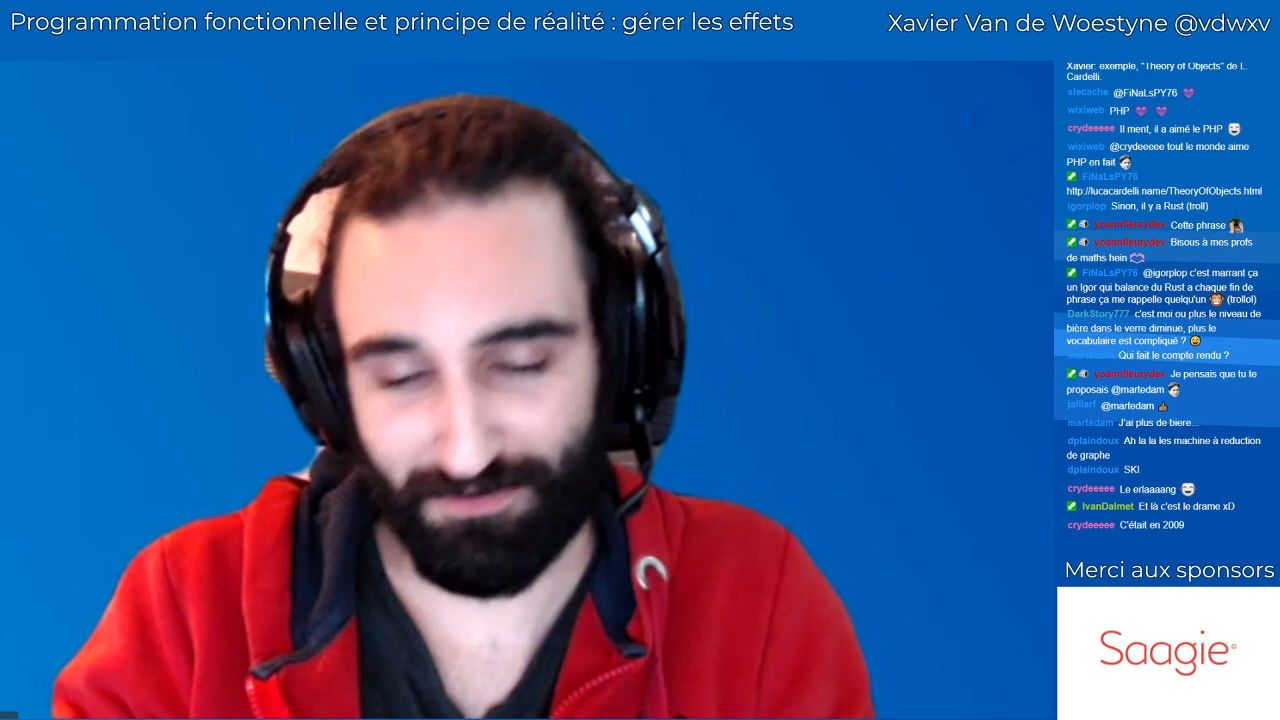 Programmation fonctionnelle et principe de réalité : gérer les effets
Xavier Van de Woestyne @vdwxv
Xavier: exemple, "Theory of Objects" de L.
Cardelli.
slecache @FiNaLsPY76
wixiweb PHP
crydeeeee Il ment, il a aimé le PHP
wixiweb @crydeeeee tout le monde aime
PHP en fait
FiNaLsPY76
http://lucacardelli.name/TheoryOfObjects.html
igorplop Sinon, il y a Rust (troll)
yoannfleurydev Cette phrase
yoannfleurydev Bisous à mes profs
de maths hein
FiNaLsPY76 @igorplop c'est marrant ça
un Igor qui balance du Rust a chaque fin de
phrase ça me rappelle quelqu'un (trollol)
DarkStory777 c'est moi ou plus le niveau de
bière dans le verre diminue, plus le
vocabulaire est compliqué ?
martedam Qui fait le compte rendu ?
yoannfleurydev Je pensais que tu te
proposais @martedam
jalilarf @martedam
martedam J'ai plus de biere...
dplaindoux Ah la la les machine à reduction
de graphe
dplaindoux SKI
crydeeeee Le erlaaaang
IvanDalmet Et là c'est le drame xD
crydeeeee C'était en 2009
Merci aux sponsors
Saagie